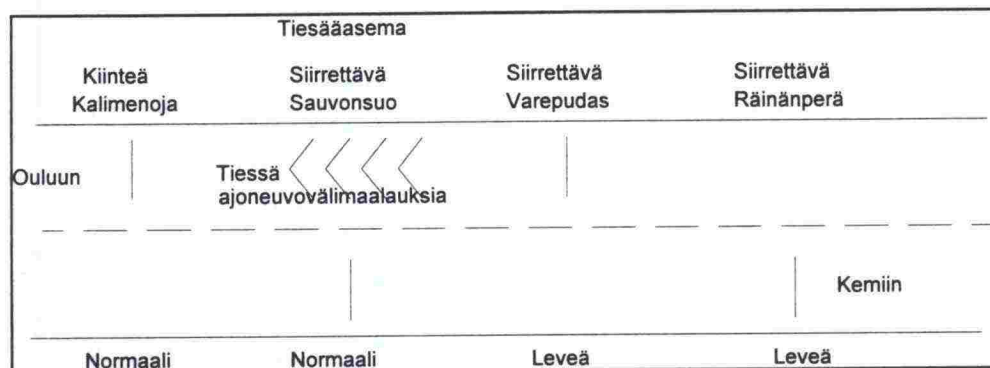 Tiesääasema
Kiinteä Siirrettävä Siirrettävä Siirrettävä
Kalimenoja Sauvonsuo Varepudas Räinänperä
Ouluun Tiessä
ajoneuvovälimaalauksia
Kemiin
Normaali Normaali Leveä Leveä